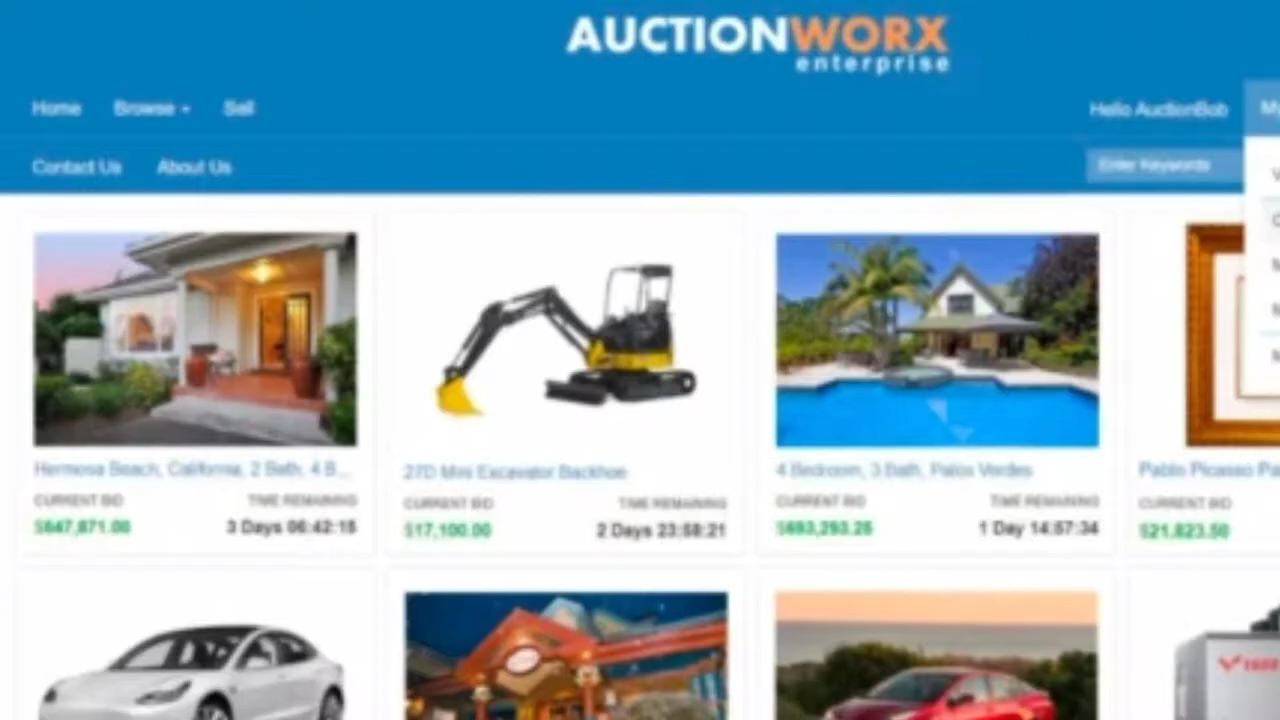 AUCTIONWORX
enterprise
Home Browse Sell Hello AuctionBob My
Contact Us About Us Enter Keywords
Hermosa Beach, California, 2 Bath, 4 B...
CURRENT BID TIME REMAINING
$647,871.00 3 Days 06:42:15
27D Mini Excavator Backhoe
CURRENT BID TIME REMAINING
$17,100.00 2 Days 23:58:21
4 Bedroom, 3 Bath, Palos Verdes
CURRENT BID TIME REMAINING
$693,293.25 1 Day 14:57:34
Pablo Picasso
CURRENT BID
$21,823.50